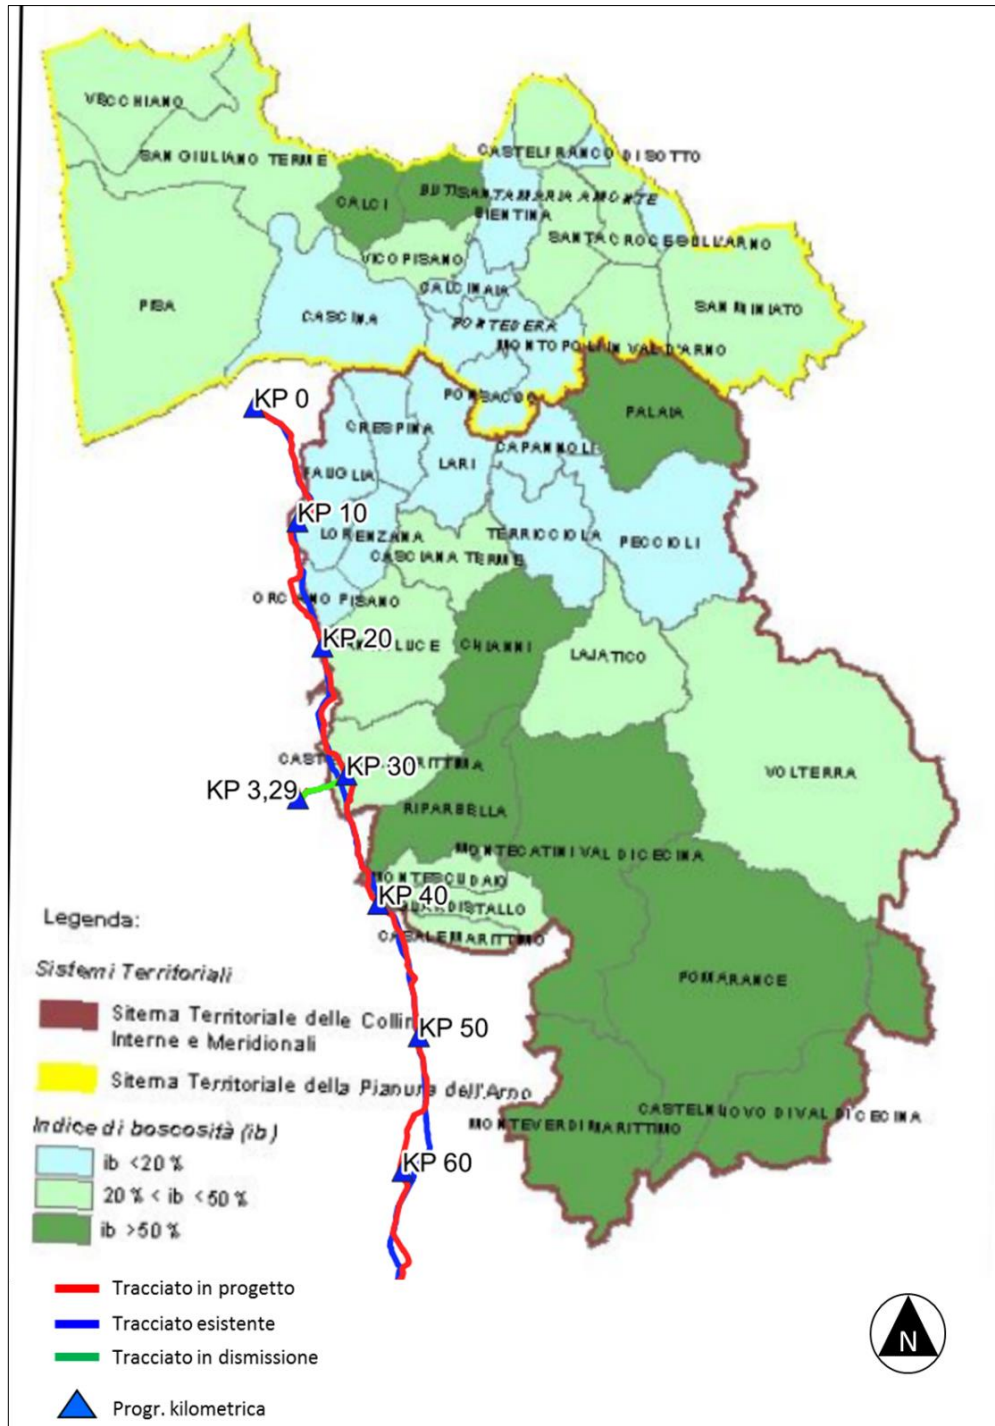 VECCHIANO
SAN GIULIANO TERME
CASTELFRANCO DI SOTTO
CALCI
BUTI
SANTA MARIA A MONTE
BIENTINA
SANTA CROCE SULL'ARNO
VICOPISANO
CALCINAIA
PISA
CASCINA
SAN MINIATO
PONTEDERA
MONTOPOLI IN VAL D'ARNO
PONSACCO
KP 0
PALAIA
CRESPINA
CAPANNOLI
FAUGLIA
LARI
KP 10
LORENZANA
TERRICCIOLA
PECCIOLI
CASCIANA TERME
ORCIANO PISANO
KP 20
LUCE
CHIANNI
LAJATICO
KP 30
VOLTERRA
KP 3,29
RIPARBELLA
MONTECATINI VAL DI CECINA
MONTESCUDAIO
KP 40
GUARDISTALLO
CASALE MARITTIMO
POMARANCE
KP 50
CASTELNUOVO DI VAL DI CECINA
MONTEVERDI MARITTIMO
KP 60
Legenda:
Sistemi Territoriali
Sitema Territoriale delle Collin
Interne e Meridionali
Sitema Territoriale della Pianura dell'Arno
Indice di boscosità (ib)
ib <20 %
20 % < ib <50 %
ib >50 %
Tracciato in progetto
Tracciato esistente
Tracciato in dismissione
Progr. kilometrica
N